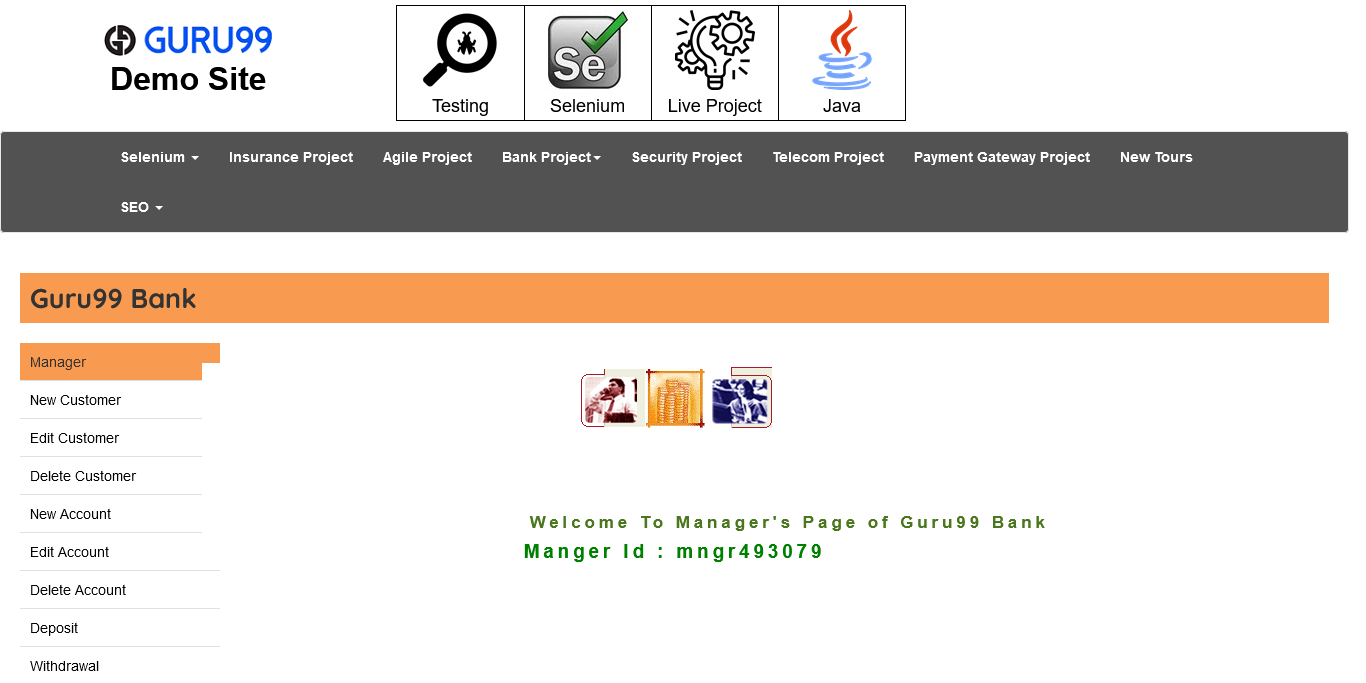 GURU99
Demo Site
Se
Testing Selenium Live Project Java
Selenium Insurance Project Agile Project Bank Project Security Project Telecom Project Payment Gateway Project New Tours
SEO
Guru99 Bank
Manager
New Customer
Edit Customer
Delete Customer
New Account
Edit Account
Delete Account
Deposit
Withdrawal
Welcome To Manager's Page of Guru99 Bank
Manger Id : mngr493079